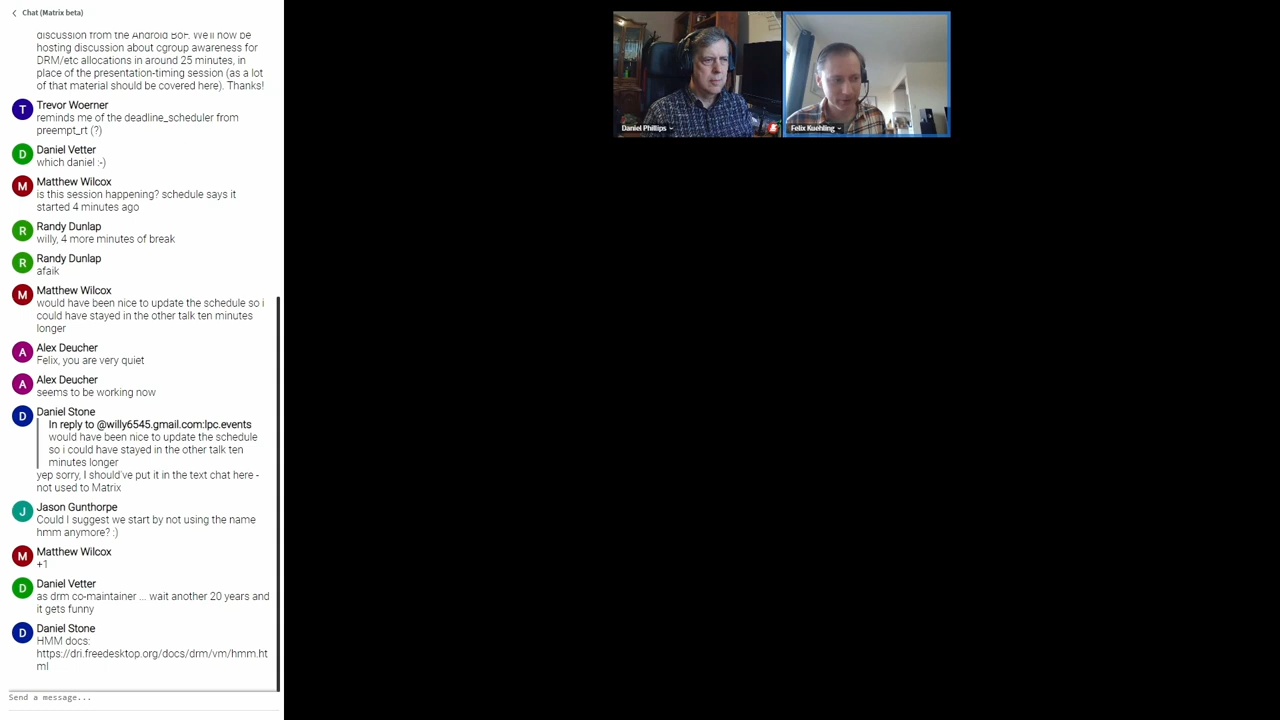 Chat (Matrix beta)
discussion from the Android BoF. We'll now be
hosting discussion about cgroup awareness for
DRM/etc allocations in around 25 minutes, in
place of the presentation-timing session (as a lot
of that material should be covered here). Thanks!
T
Trevor Woerner
reminds me of the deadline_scheduler from
preempt_rt (?)
D
Daniel Vetter
which daniel :-)
M
Matthew Wilcox
is this session happening? schedule says it
started 4 minutes ago
R
Randy Dunlap
willy, 4 more minutes of break
R
Randy Dunlap
afaik
M
Matthew Wilcox
would have been nice to update the schedule so i
could have stayed in the other talk ten minutes
longer
A
Alex Deucher
Felix, you are very quiet
A
Alex Deucher
seems to be working now
D
Daniel Stone
In reply to @willy6545.gmail.com:lpc.events
would have been nice to update the schedule
so i could have stayed in the other talk ten
minutes longer
yep sorry, I should've put it in the text chat here -
not used to Matrix
J
Jason Gunthorpe
Could I suggest we start by not using the name
hmm anymore? :)
M
Matthew Wilcox
+1
D
Daniel Vetter
as drm co-maintainer ... wait another 20 years and
it gets funny
D
Daniel Stone
HMM docs:
https://dri.freedesktop.org/docs/drm/vm/hmm.ht
ml
Send a message...
Daniel Phillips
Felix Kuehling